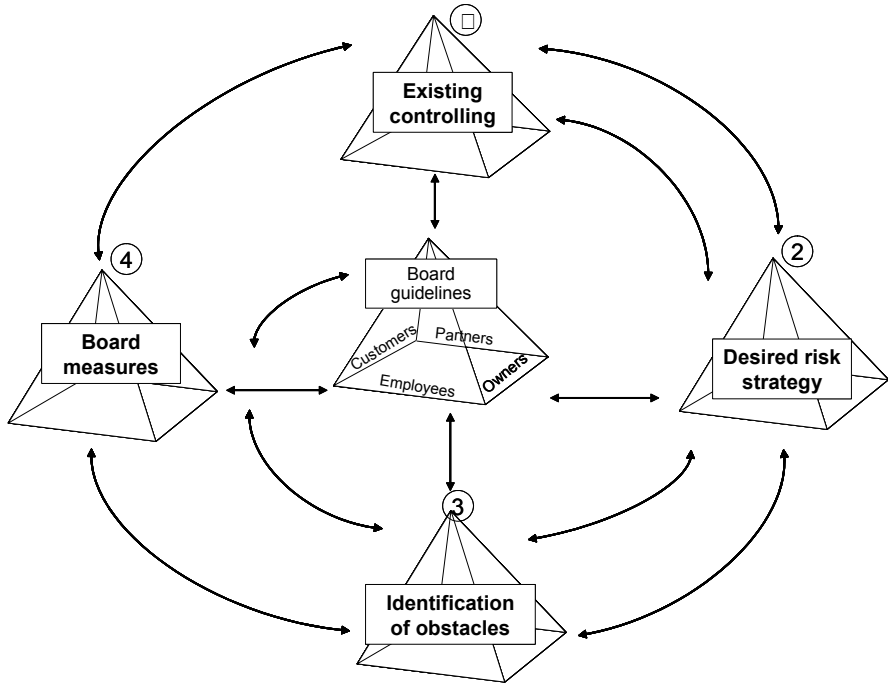 Existing
controlling
2
Desired risk
strategy
4
Board
measures
Board
guidelines
Customers
Partners
Employees
Owners
3
Identification
of obstacles